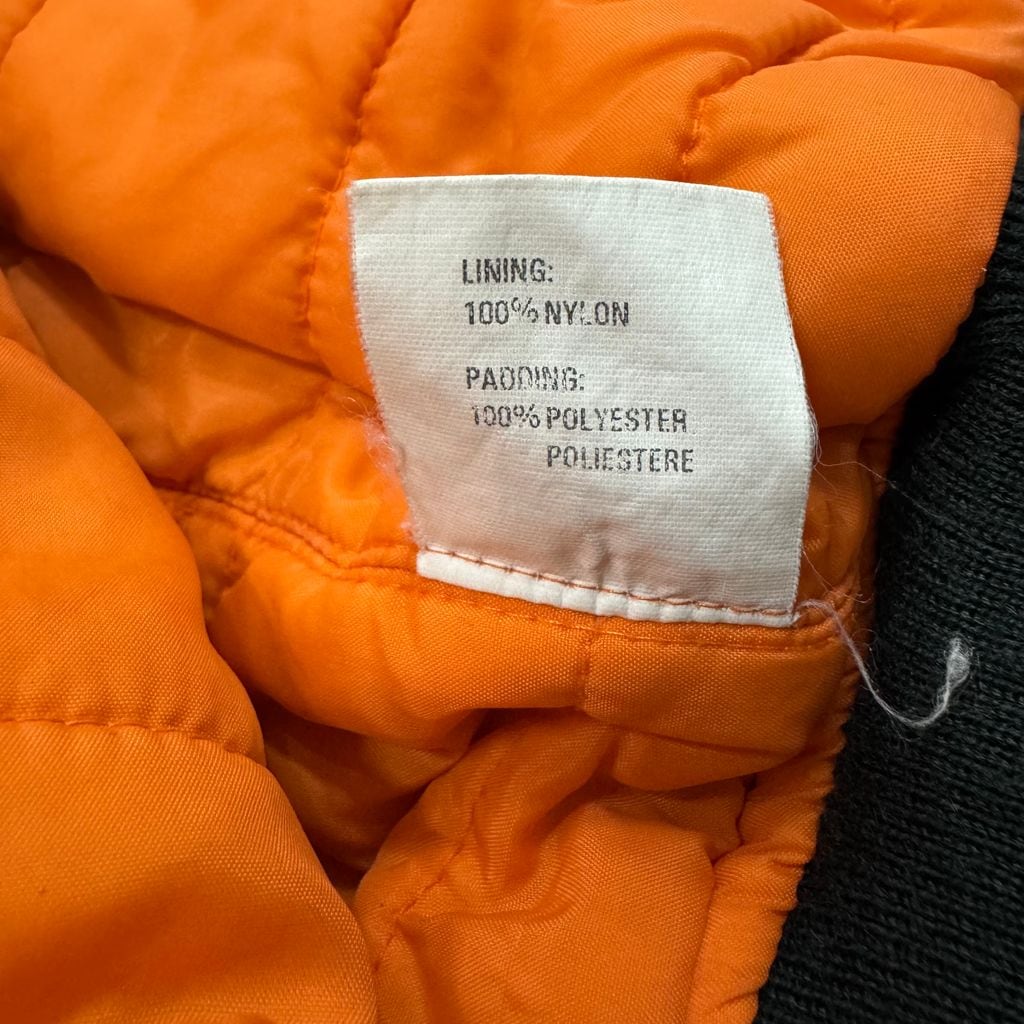 LINING:
100% NYLON
PADDING:
100% POLYESTER
POLIESTERE